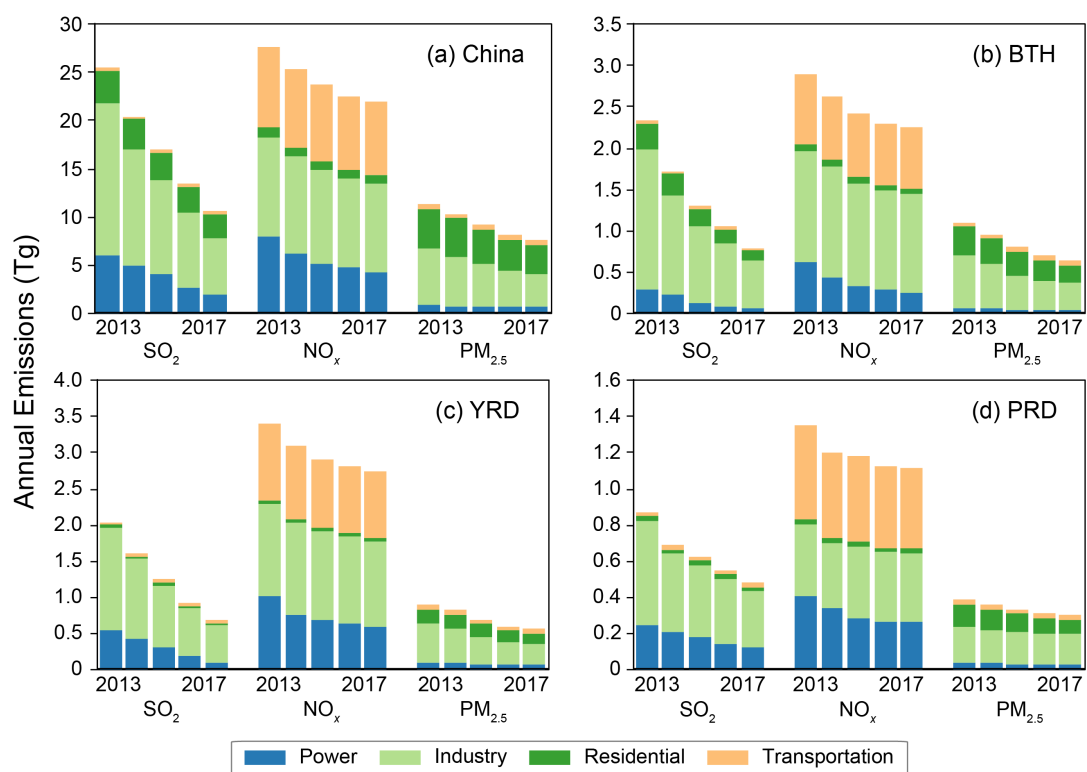 Annual Emissions (Tg)
(a) China
30
25
20
15
10
5
0
2013 2017 2013 2017 2013 2017
SO₂ NOₓ PM₂.₅
(b) BTH
3.5
3.0
2.5
2.0
1.5
1.0
0.5
0
2013 2017 2013 2017 2013 2017
SO₂ NOₓ PM₂.₅
(c) YRD
4.0
3.5
3.0
2.5
2.0
1.5
1.0
0.5
0
2013 2017 2013 2017 2013 2017
SO₂ NOₓ PM₂.₅
(d) PRD
1.6
1.4
1.2
1.0
0.8
0.6
0.4
0.2
0
2013 2017 2013 2017 2013 2017
SO₂ NOₓ PM₂.₅
Power Industry Residential Transportation